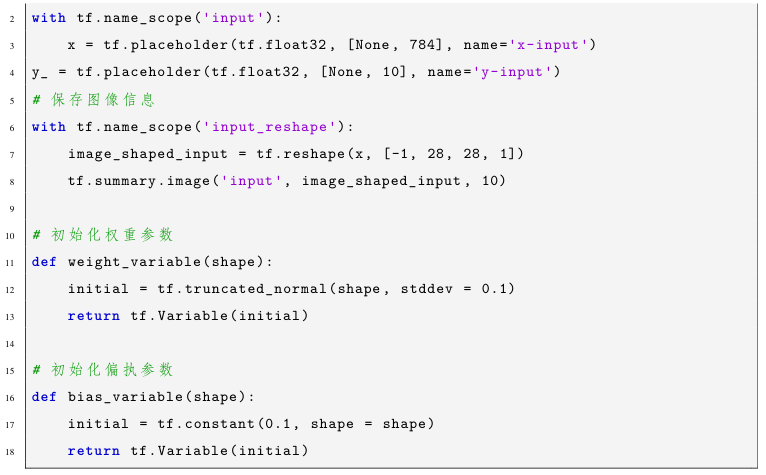 2 with tf.name_scope('input'):
3     x = tf.placeholder(tf.float32, [None, 784], name='x-input')
4 y_ = tf.placeholder(tf.float32, [None, 10], name='y-input')
5 # 保存图像信息
6 with tf.name_scope('input_reshape'):
7     image_shaped_input = tf.reshape(x, [-1, 28, 28, 1])
8     tf.summary.image('input', image_shaped_input, 10)
9
10 # 初始化权重参数
11 def weight_variable(shape):
12     initial = tf.truncated_normal(shape, stddev = 0.1)
13     return tf.Variable(initial)
14
15 # 初始化偏执参数
16 def bias_variable(shape):
17     initial = tf.constant(0.1, shape = shape)
18     return tf.Variable(initial)